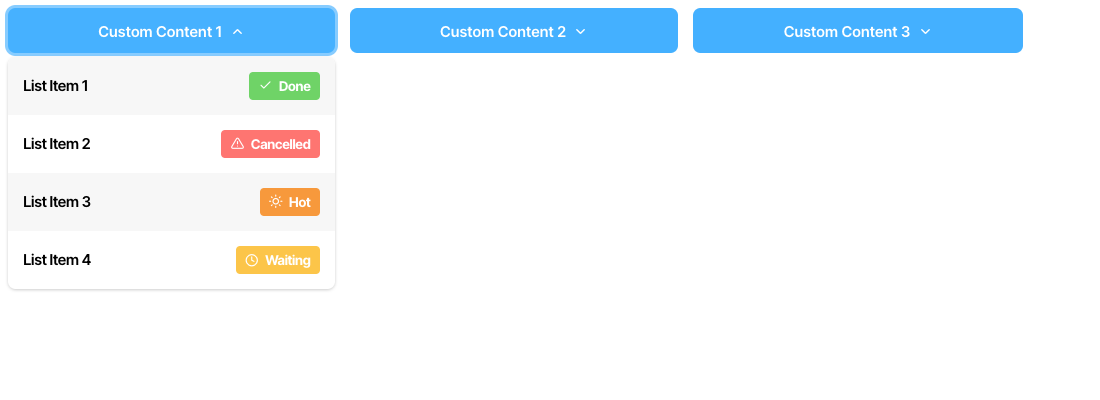 Custom Content 1 Custom Content 2 Custom Content 3
List Item 1 Done
List Item 2 Cancelled
List Item 3 Hot
List Item 4 Waiting